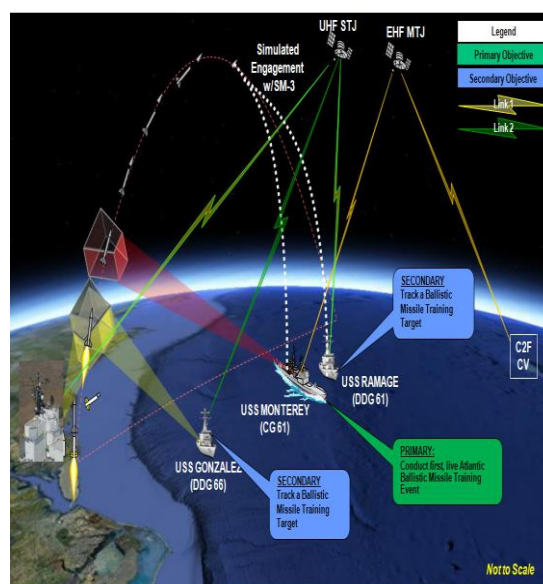 UHF STJ
EHF MTJ
Simulated
Engagement
w/SM-3
Legend
Primary Objective
Secondary Objective
Link 1
Link 2
SECONDARY
Track a Ballistic
Missile Training
Target
C2F
CV
USS RAMAGE
(DDG 61)
USS MONTEREY
(CG 61)
USS GONZALEZ
(DDG 66)
PRIMARY:
Conduct first, live Atlantic
Ballistic Missile Training
Event
SECONDARY
Track a Ballistic
Missile Training
Target
Not to Scale